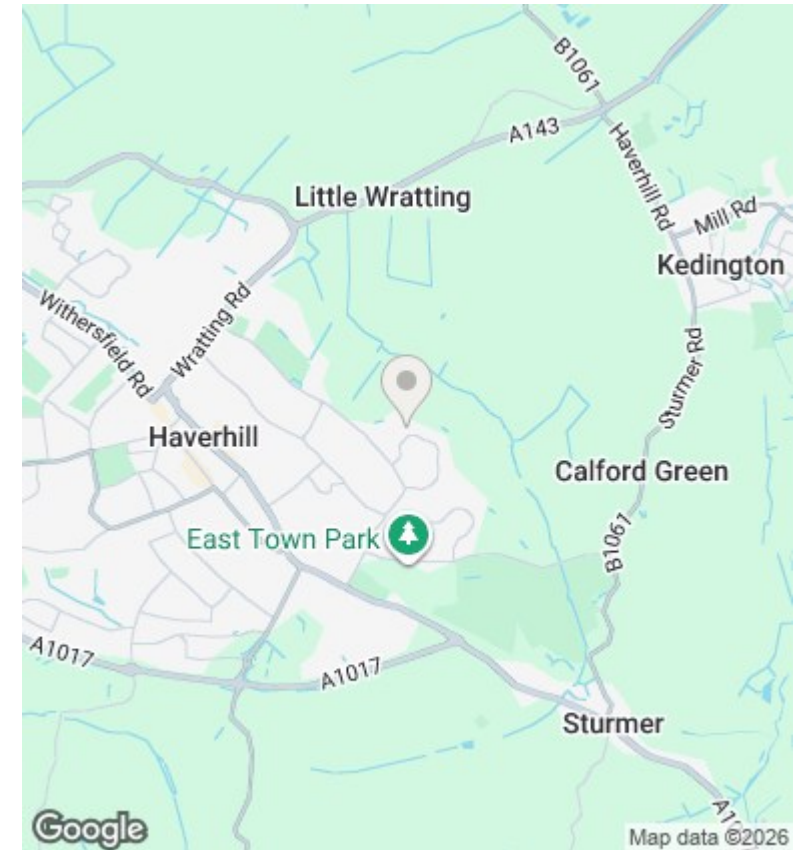 B1061
A143
Haverhill Rd
Little Wratting
Mill Rd
Kedington
Withersfield Rd
Wratting Rd
Sturmer Rd
Haverhill
Calford Green
East Town Park
B1061
A1017
A1017
Sturmer
Google
Map data ©2026